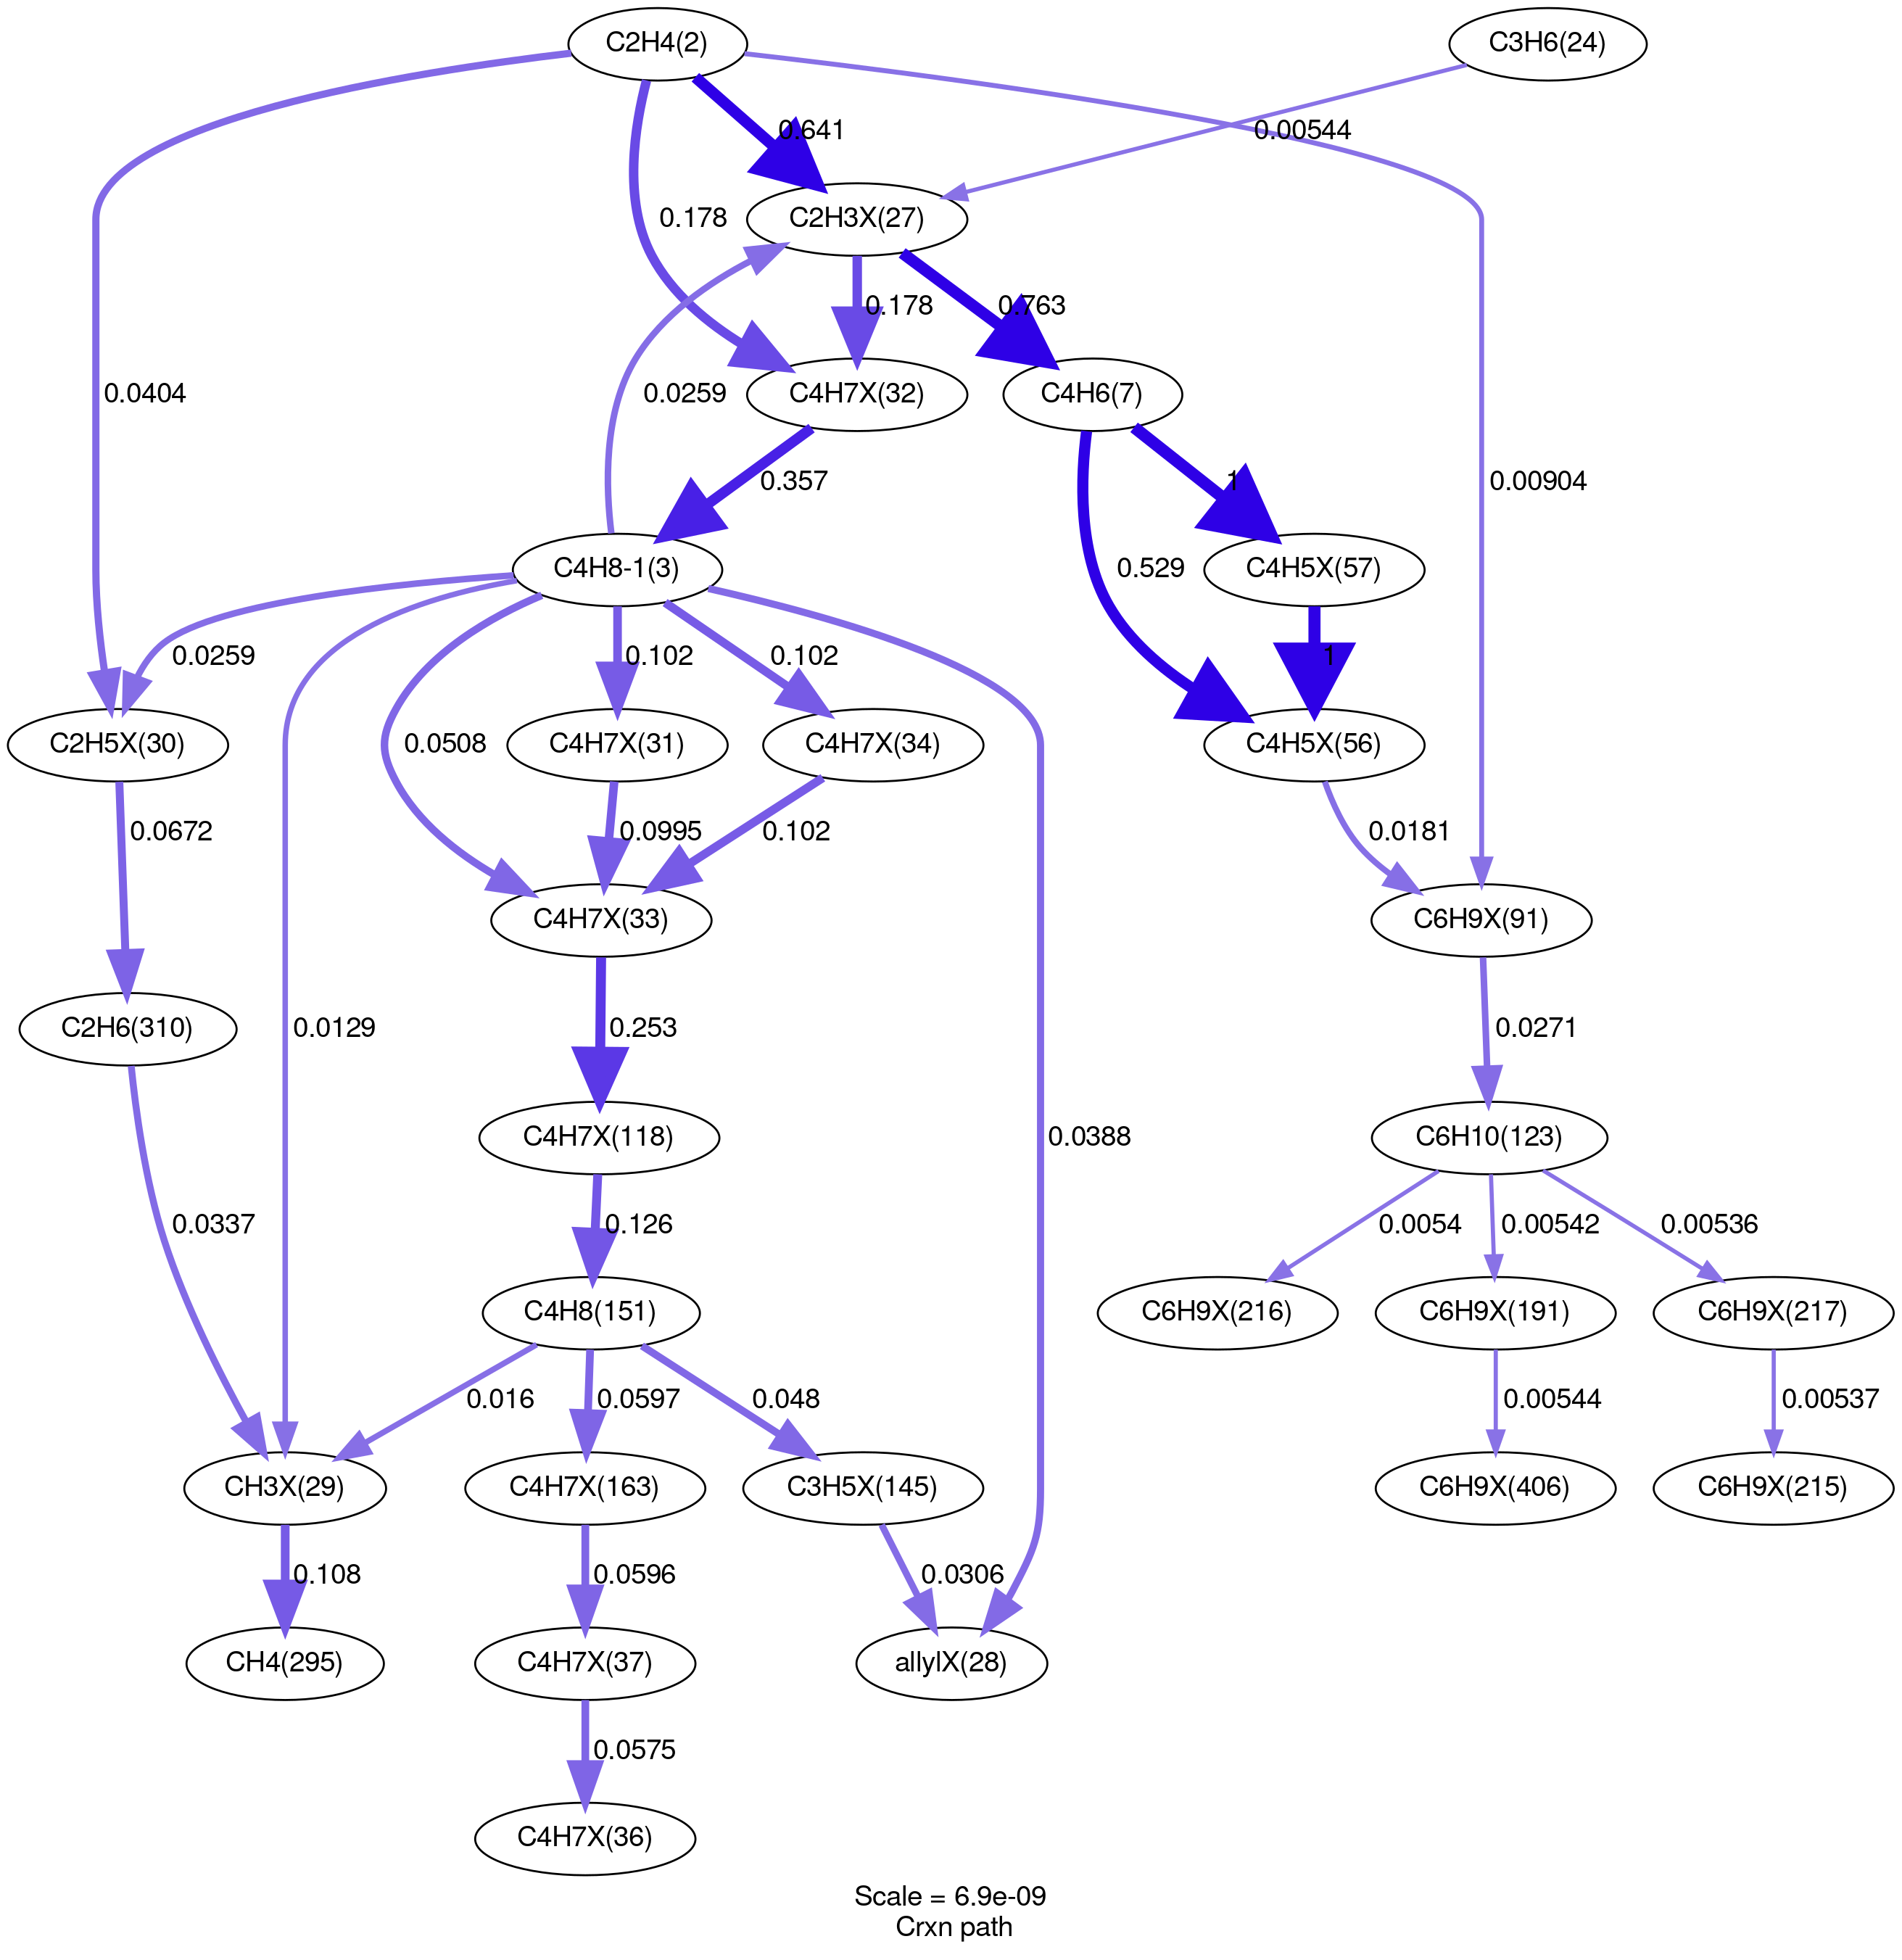 C2H4(2)
C3H6(24)
0.641
0.00544
C2H3X(27)
0.178
0.178
0.763
0.0404
0.0259
C4H7X(32)
C4H6(7)
0.357
0.529
1
0.00904
C4H8-1(3)
C4H5X(57)
0.0259
0.102
0.102
1
C2H5X(30)
0.0508
C4H7X(31)
C4H7X(34)
C4H5X(56)
0.0672
0.0995
0.102
0.0181
C4H7X(33)
C6H9X(91)
C2H6(310)
0.0129
0.253
0.0271
C4H7X(118)
0.0388
C6H10(123)
0.0337
0.126
0.0054
0.00542
0.00536
C4H8(151)
C6H9X(216)
C6H9X(191)
C6H9X(217)
0.016
0.0597
0.048
0.00544
0.00537
CH3X(29)
C4H7X(163)
C3H5X(145)
C6H9X(406)
C6H9X(215)
0.108
0.0596
0.0306
CH4(295)
C4H7X(37)
allylX(28)
0.0575
C4H7X(36)
Scale = 6.9e-09
Crxn path